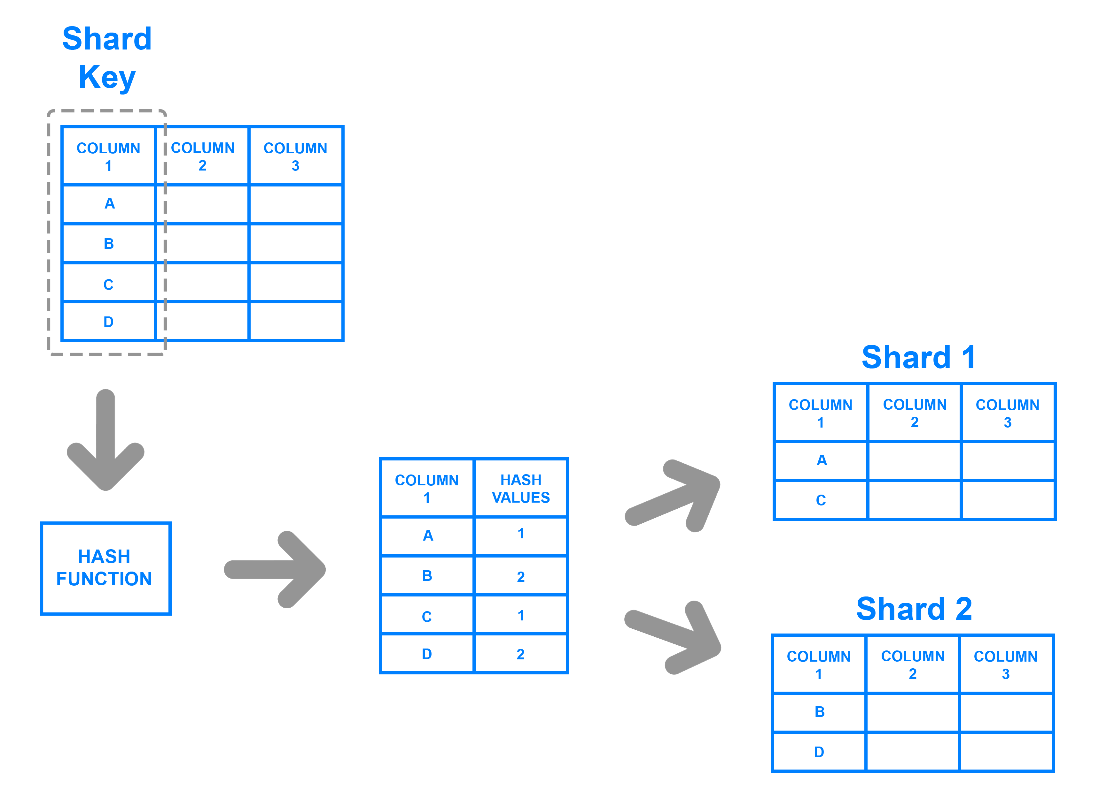 Shard
Key
COLUMN 1 COLUMN 2 COLUMN 3
A
B
C
D
HASH
FUNCTION
COLUMN 1 HASH VALUES
A 1
B 2
C 1
D 2
Shard 1
COLUMN 1 COLUMN 2 COLUMN 3
A
C
Shard 2
COLUMN 1 COLUMN 2 COLUMN 3
B
D